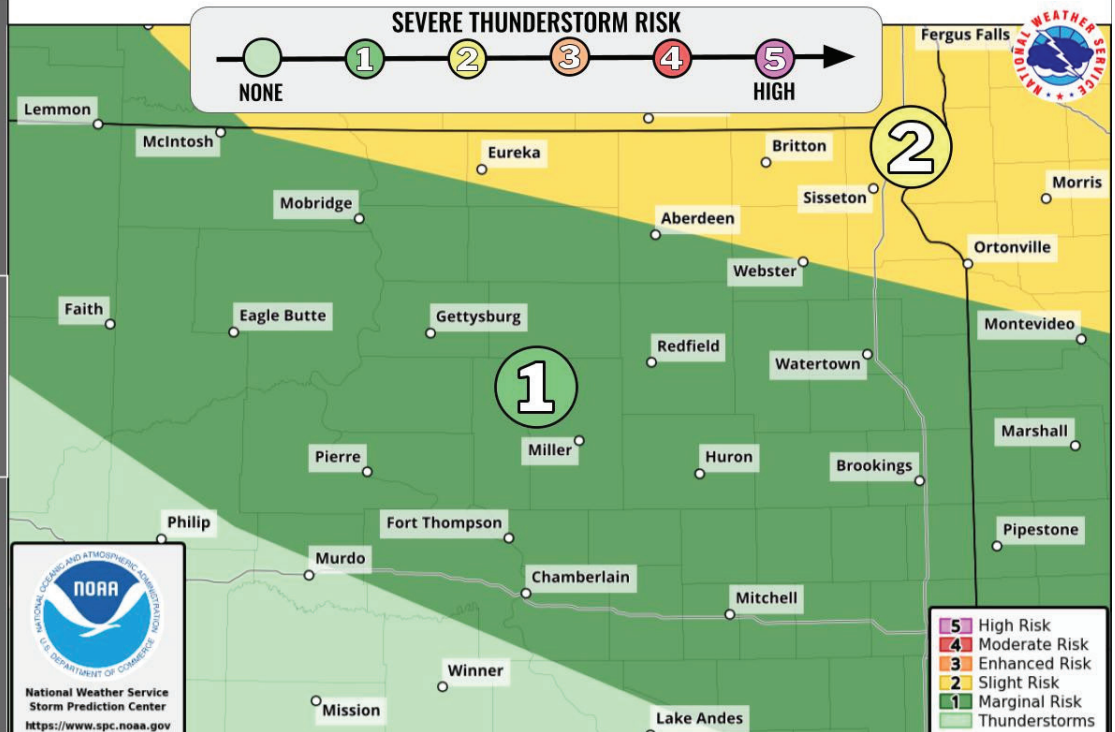 SEVERE THUNDERSTORM RISK
1
2
3
4
5
NONE
HIGH
Fergus Falls
NATIONAL WEATHER SERVICE
Lemmon
McIntosh
Eureka
Britton
2
Sisseton
Morris
Mobridge
Aberdeen
Webster
Ortonville
Faith
Eagle Butte
Gettysburg
Redfield
Watertown
Montevideo
1
Pierre
Miller
Huron
Brookings
Marshall
Philip
Fort Thompson
Pipestone
Murdo
Chamberlain
Mitchell
Winner
Mission
Lake Andes
NATIONAL OCEANIC AND ATMOSPHERIC ADMINISTRATION
NOAA
U.S. DEPARTMENT OF COMMERCE
National Weather Service
Storm Prediction Center
https://www.spc.noaa.gov
5 High Risk
4 Moderate Risk
3 Enhanced Risk
2 Slight Risk
1 Marginal Risk
Thunderstorms